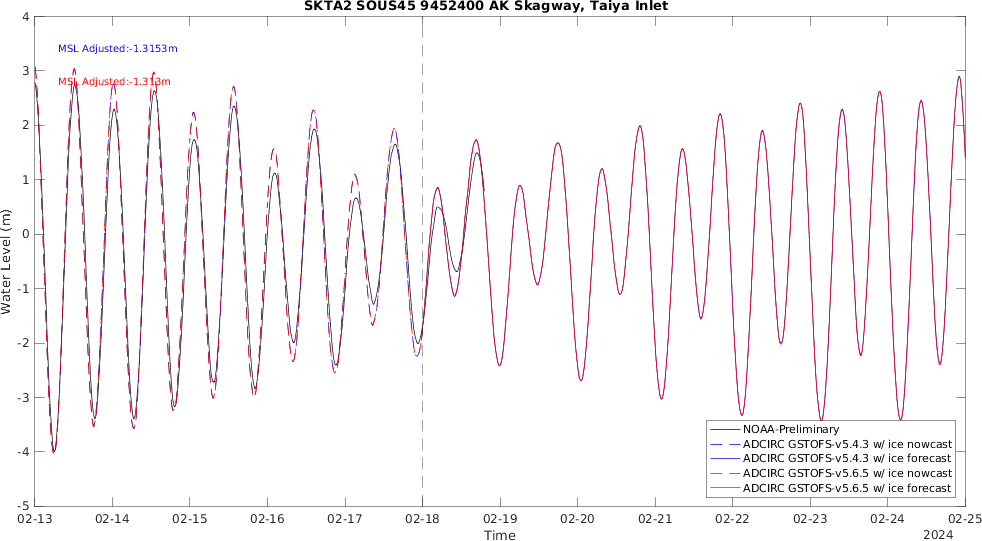 SKTA2 SOUS45 9452400 AK Skagway, Taiya Inlet
4
MSL Adjusted:-1.3153m
3
MSL Adjusted:-1.313m
2
1
0
-1
-2
-3
-4
-5
Water Level (m)
NOAA-Preliminary
ADCIRC GSTOFS-v5.4.3 w/ ice nowcast
ADCIRC GSTOFS-v5.4.3 w/ ice forecast
ADCIRC GSTOFS-v5.6.5 w/ ice nowcast
ADCIRC GSTOFS-v5.6.5 w/ ice forecast
02-13 02-14 02-15 02-16 02-17 02-18 02-19 02-20 02-21 02-22 02-23 02-24 02-25
Time
2024